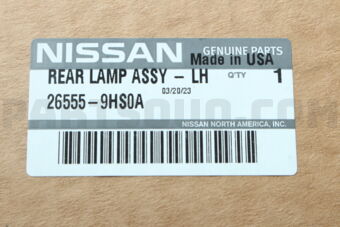 NISSAN GENUINE PARTS
Made in USA
REAR LAMP ASSY - LH Q'TY 1
03/20/23
26555-9HS0A
NISSAN NORTH AMERICA, INC.